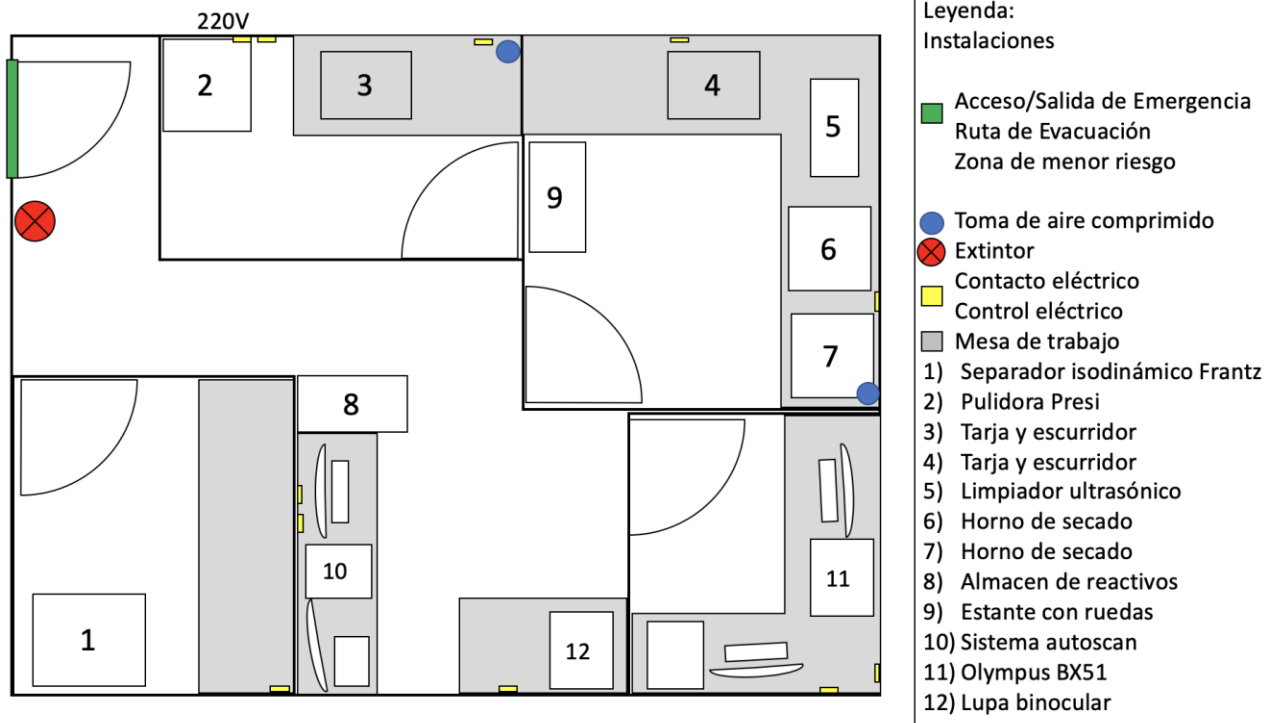 220V
2
3
4
5
9
6
7
8
10
11
1
12
Leyenda:
Instalaciones
Acceso/Salida de Emergencia
Ruta de Evacuación
Zona de menor riesgo
Toma de aire comprimido
Extintor
Contacto eléctrico
Control eléctrico
Mesa de trabajo
1) Separador isodinámico Frantz
2) Pulidora Presi
3) Tarja y escurridor
4) Tarja y escurridor
5) Limpiador ultrasónico
6) Horno de secado
7) Horno de secado
8) Almacen de reactivos
9) Estante con ruedas
10) Sistema autoscan
11) Olympus BX51
12) Lupa binocular